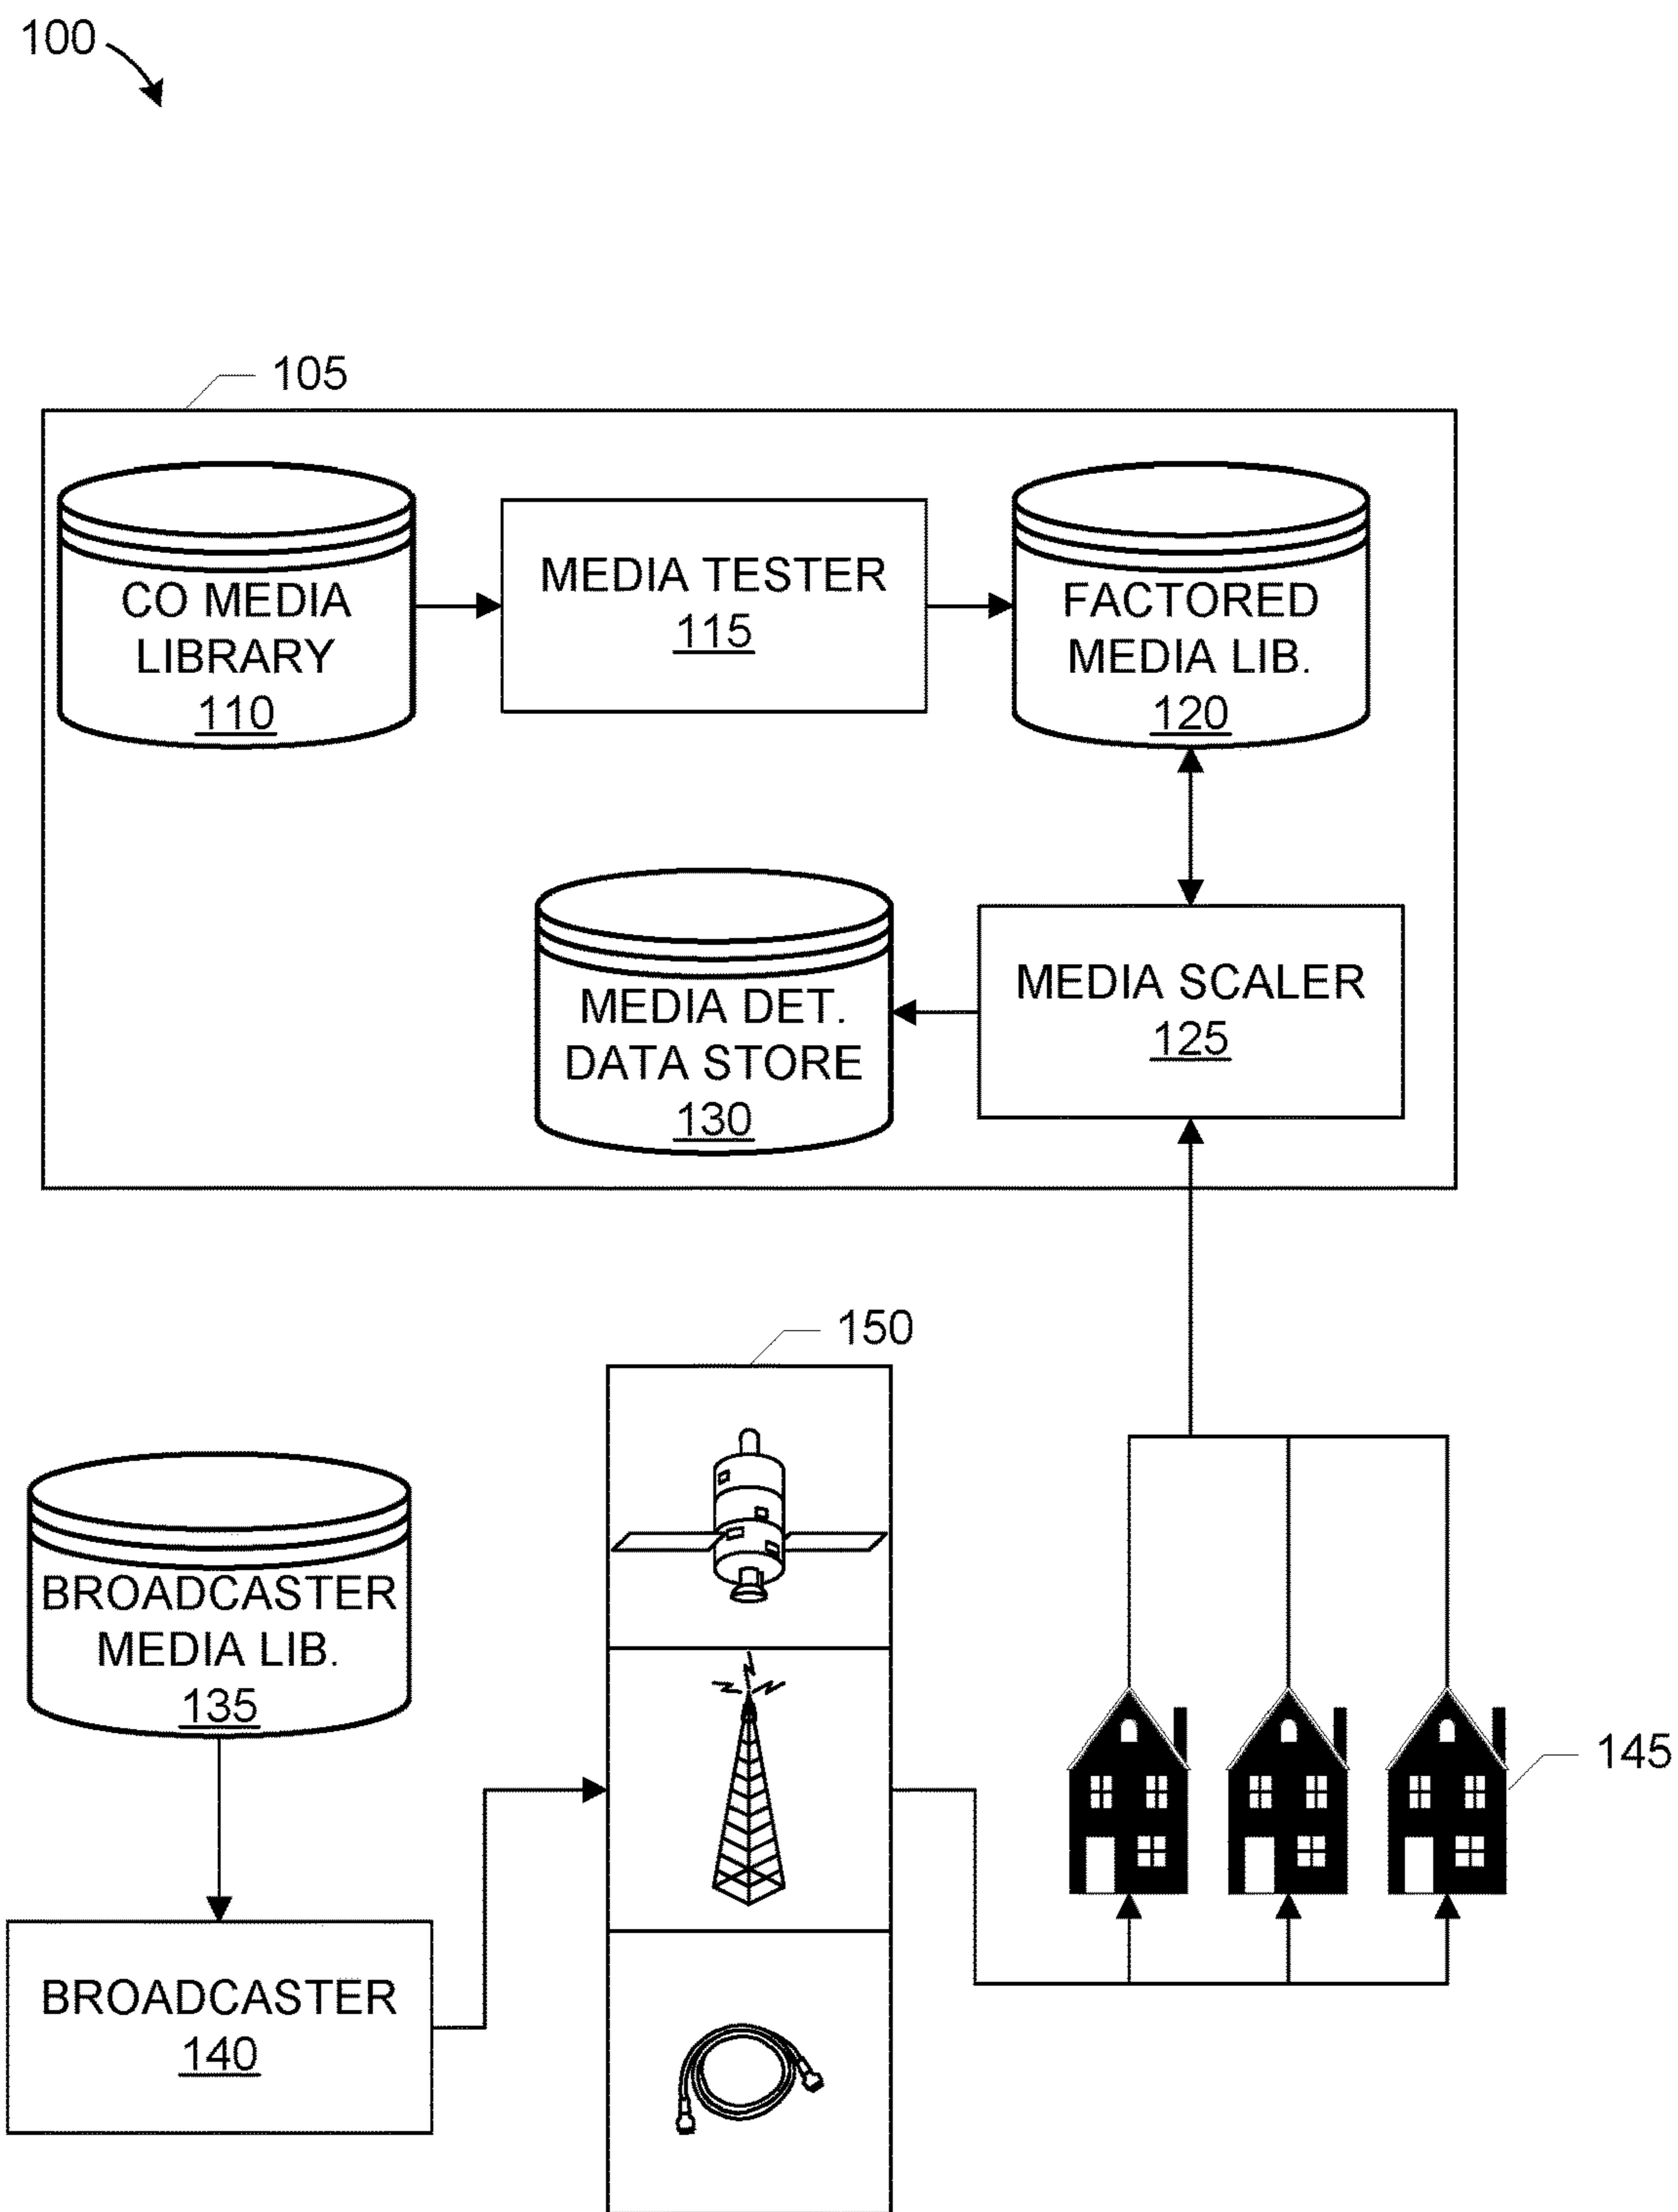 100
105
CO MEDIA
LIBRARY
110
MEDIA TESTER
115
FACTORED
MEDIA LIB.
120
MEDIA DET.
DATA STORE
130
MEDIA SCALER
125
150
BROADCASTER
MEDIA LIB.
135
145
BROADCASTER
140